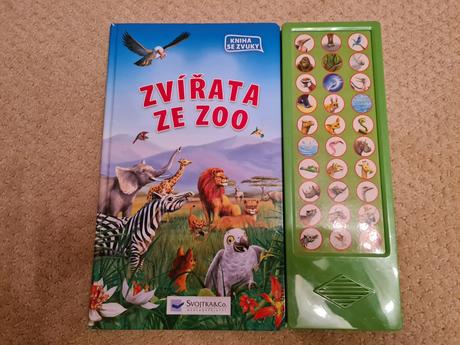 KNIHA
SE ZVUKY
ZVÍŘATA
ZE ZOO
SVOJTKA&CO.